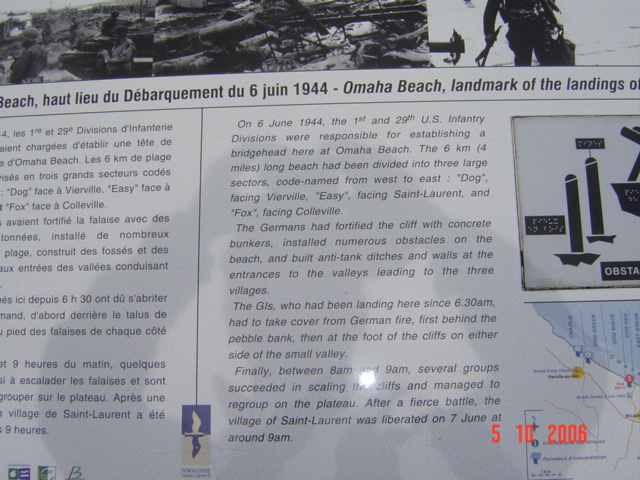 Beach, haut lieu du Débarquement du 6 juin 1944 - Omaha Beach, landmark of the landings of
4, les 1re et 29e Divisions d'Infanterie
aient chargées d'établir une tête de
e d'Omaha Beach. Les 6 km de plage
visés en trois grands secteurs codés
: "Dog" face à Vierville, "Easy" face à
t "Fox" face à Colleville.
s avaient fortifié la falaise avec des
tonnées, installé de nombreux
plage, construit des fossés et des
aux entrées des vallées conduisant
és ici depuis 6 h 30 ont dû s'abriter
mand, d'abord derrière le talus de
u pied des falaises de chaque côté
et 9 heures du matin, quelques
si à escalader les falaises et sont
grouper sur le plateau. Après une
e village de Saint-Laurent a été
s 9 heures.
On 6 June 1944, the 1st and 29th U.S. Infantry
Divisions were responsible for establishing a
bridgehead here at Omaha Beach. The 6 km (4
miles) long beach had been divided into three large
sectors, code-named from west to east : "Dog",
facing Vierville, "Easy", facing Saint-Laurent, and
"Fox", facing Colleville.
The Germans had fortified the cliff with concrete
bunkers, installed numerous obstacles on the
beach, and built anti-tank ditches and walls at the
entrances to the valleys leading to the three
villages.
The GIs, who had been landing here since 6.30am,
had to take cover from German fire, first behind the
pebble bank, then at the foot of the cliffs on either
side of the small valley.
Finally, between 8am and 9am, several groups
succeeded in scaling the cliffs and managed to
regroup on the plateau. After a fierce battle, the
village of Saint-Laurent was liberated on 7 June at
around 9am.
OBSTA
NORMANDIE
5 10 2006